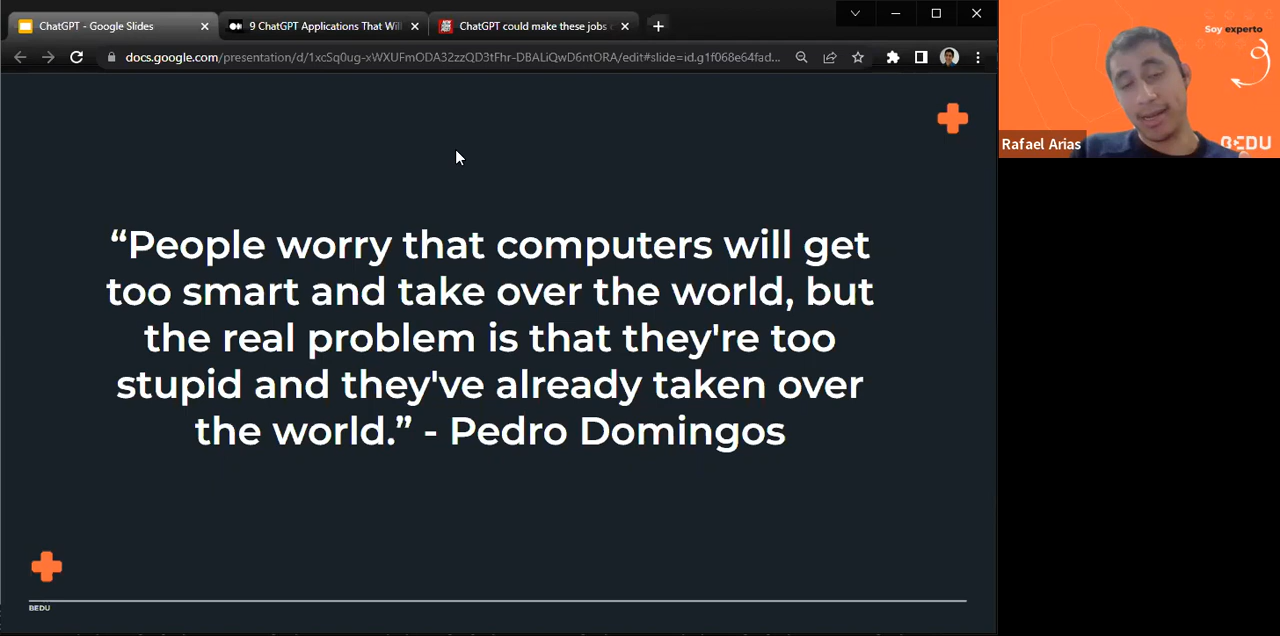 ChatGPT - Google Slides
9 ChatGPT Applications That Will
ChatGPT could make these jobs
docs.google.com/presentation/d/1xcSq0ug-xWXUFmODA32zzQD3tFhr-DBALiQwD6ntORA/edit#slide=id.g1f068e64fad...
Soy experto
BEDU
Rafael Arias
“People worry that computers will get
too smart and take over the world, but
the real problem is that they're too
stupid and they've already taken over
the world.” - Pedro Domingos
BEDU